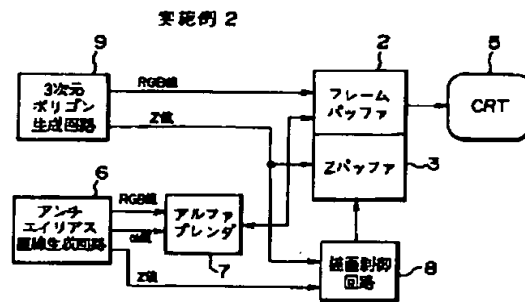 実施例2
9
3次元
ポリゴン
生成回路
RGB値
Z値
2
フレーム
バッファ
5
CRT
Zバッファ
3
6
アンチ
エイリアス
直線生成回路
RGB値
α値
Z値
アルファ
ブレンダ
7
描画制御
回路
8